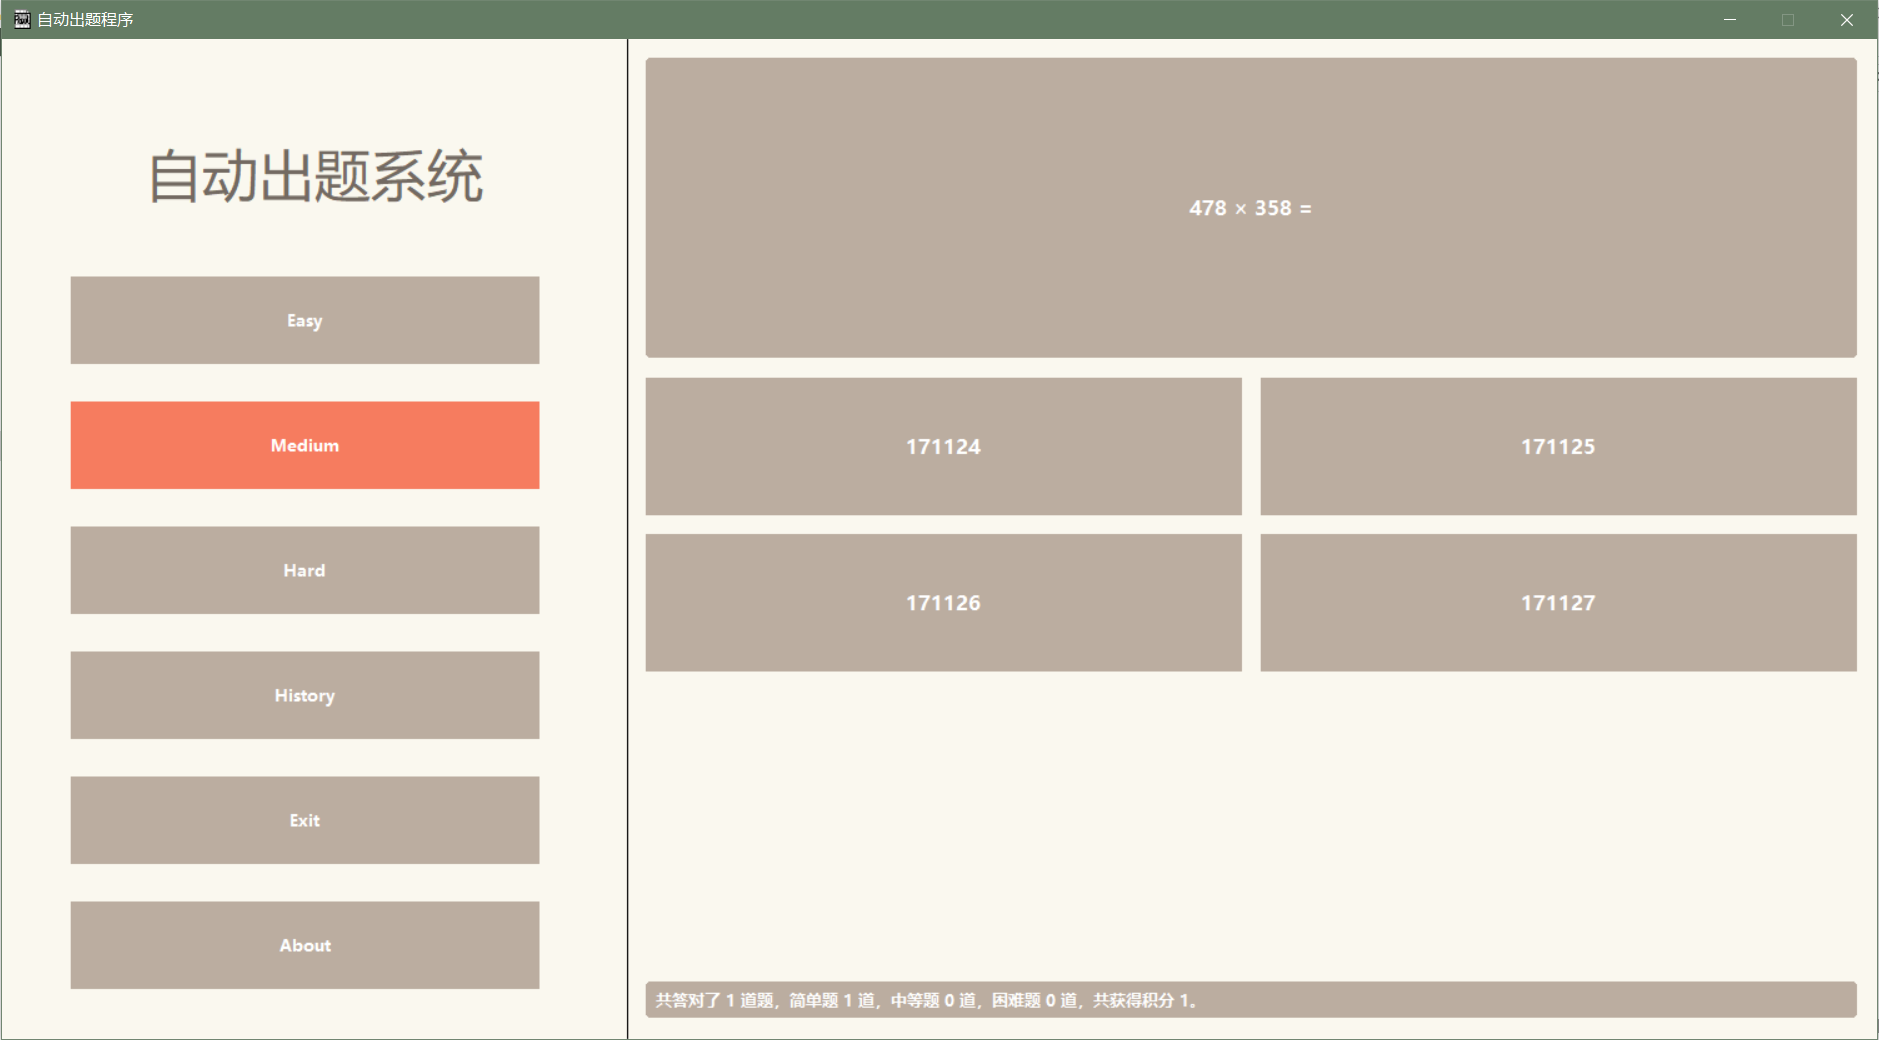 自动出题程序
自动出题系统
Easy
Medium
Hard
History
Exit
About
478 × 358 =
171124
171125
171126
171127
共答对了 1 道题，简单题 1 道，中等题 0 道，困难题 0 道，共获得积分 1。